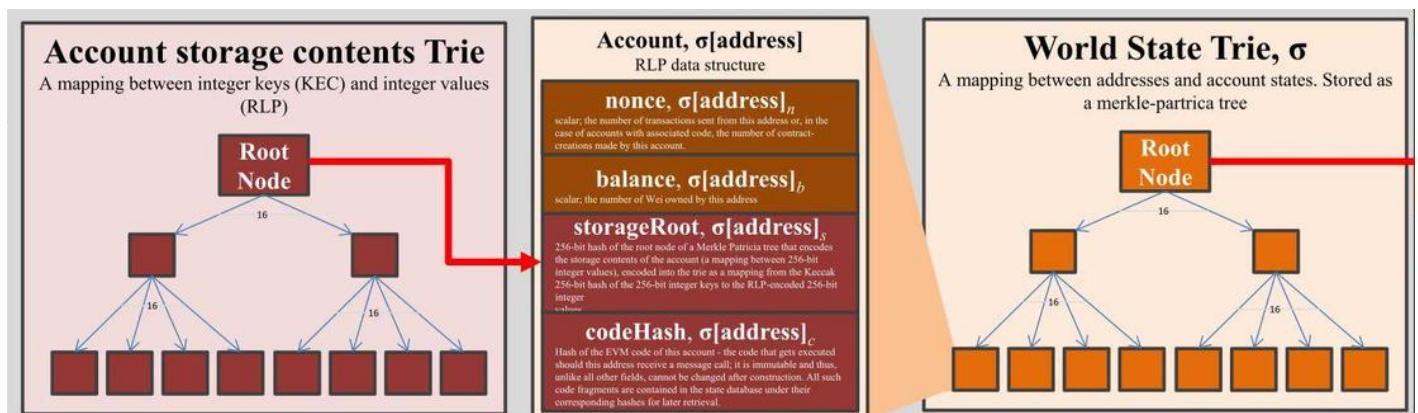 Account storage contents Trie
A mapping between integer keys (KEC) and integer values
(RLP)
Root
Node
16
16
16
Account, σ[address]
RLP data structure
nonce, σ[address]n
scalar; the number of transactions sent from this address or, in the
case of accounts with associated code, the number of contract-
creations made by this account.
balance, σ[address]b
scalar; the number of Wei owned by this address
storageRoot, σ[address]s
256-bit hash of the root node of a Merkle Patricia tree that encodes
the storage contents of the account (a mapping between 256-bit
integer values), encoded into the trie as a mapping from the Keccak
256-bit hash of the 256-bit integer keys to the RLP-encoded 256-bit
integer
codeHash, σ[address]c
Hash of the EVM code of this account - the code that gets executed
should this address receive a message call; it is immutable and thus,
unlike all other fields, cannot be changed after construction. All such
code fragments are contained in the state database under their
corresponding hashes for later retrieval.
World State Trie, σ
A mapping between addresses and account states. Stored as
a merkle-partrica tree
Root
Node
16
16
16